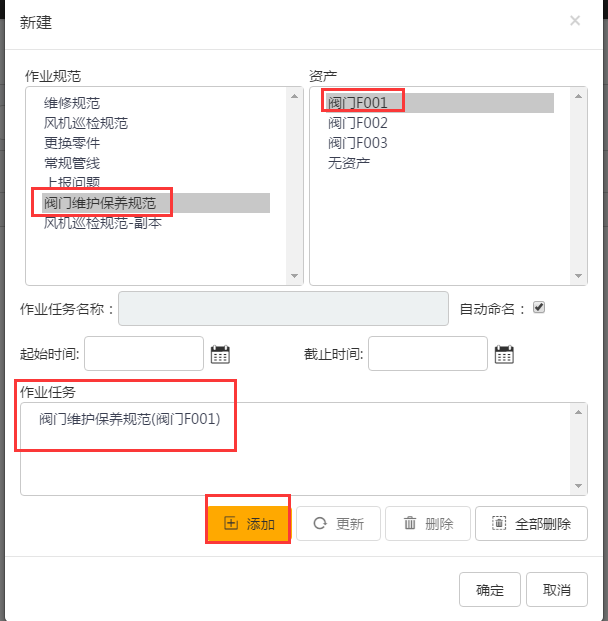 新建
×
作业规范
资产
维修规范
风机巡检规范
更换零件
常规管线
上报问题
阀门维护保养规范
风机巡检规范-副本
阀门F001
阀门F002
阀门F003
无资产
作业任务名称：
自动命名：
起始时间:
截止时间:
作业任务
阀门维护保养规范(阀门F001)
添加
更新
删除
全部删除
确定
取消